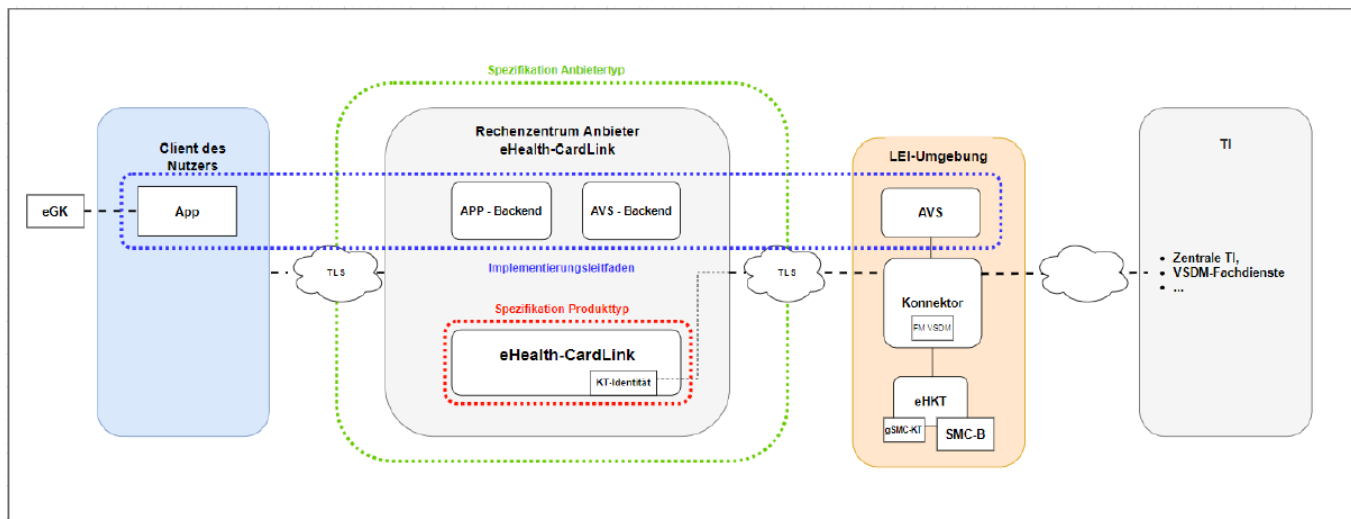 Spezifikation Anbietertyp
Client des
Nutzers
Rechenzentrum Anbieter
eHealth-CardLink
LEI-Umgebung
TI
eGK
App
APP - Backend
AVS - Backend
AVS
TLS
Implementierungsleitfaden
TLS
• Zentrale TI,
• VSDM-Fachdienste
• ...
Konnektor
FM VSDM
Spezifikation Produkttyp
eHealth-CardLink
KT-Identität
eHKT
gSMC-KT
SMC-B